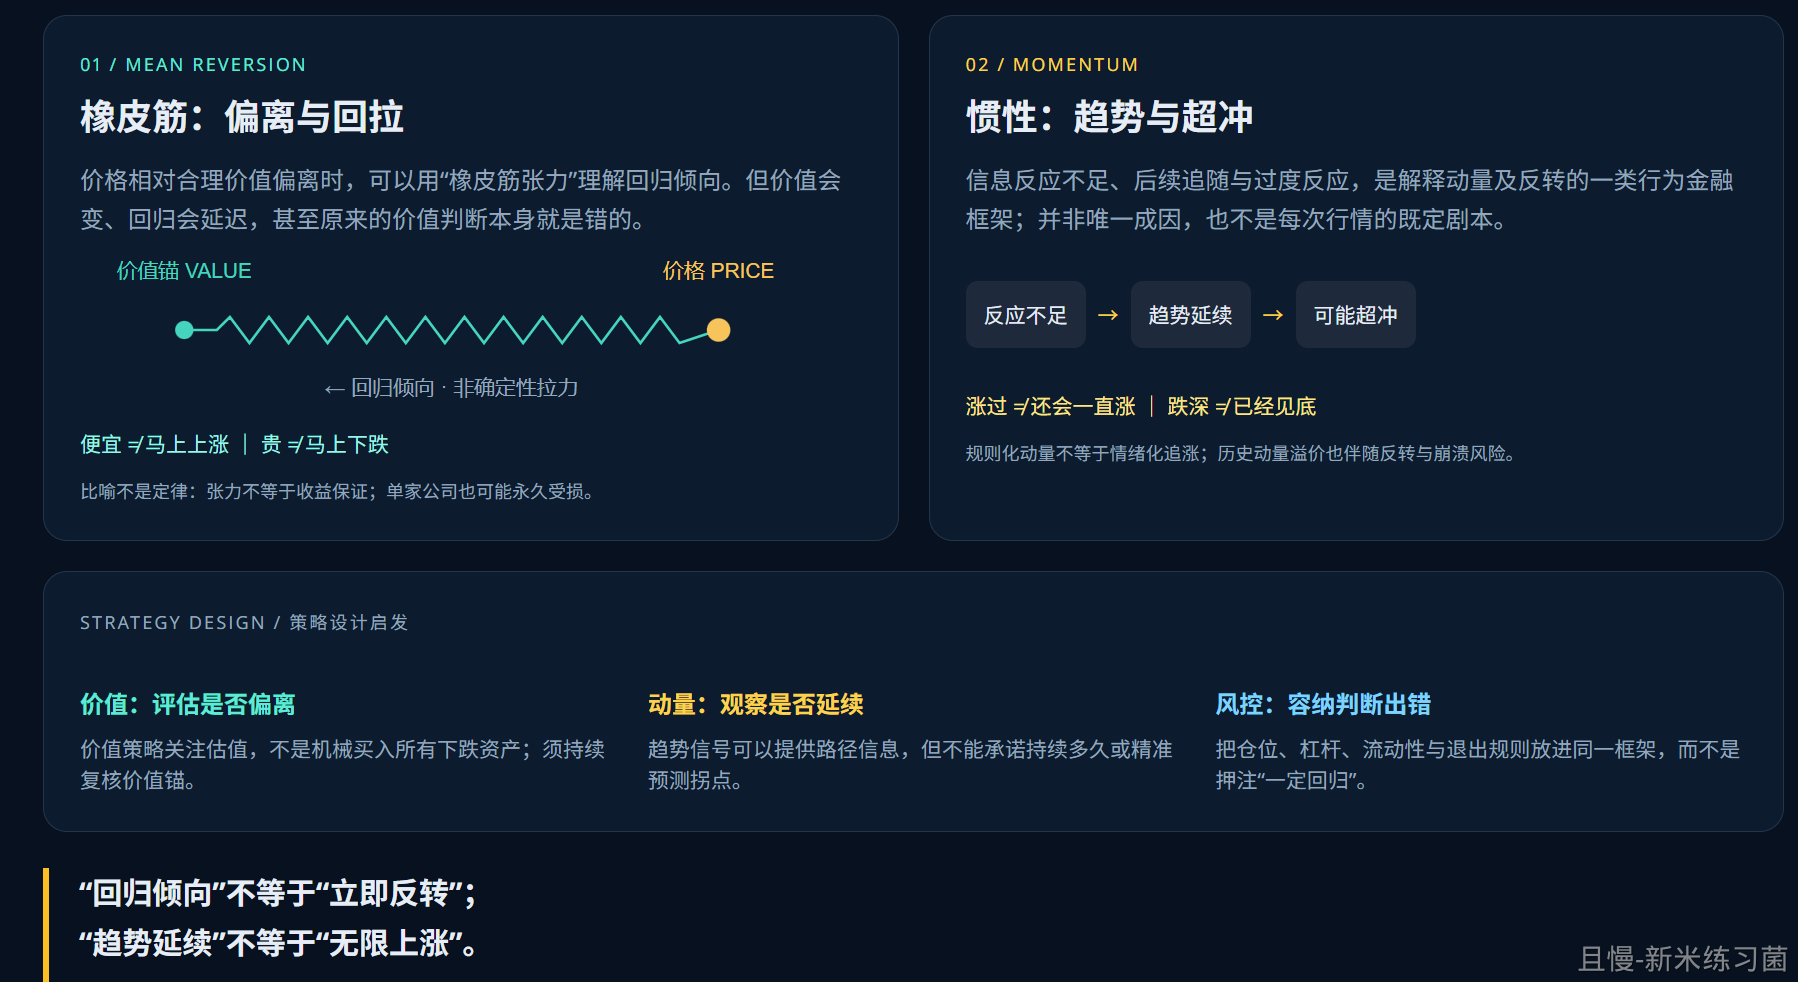 01 / MEAN REVERSION
橡皮筋：偏离与回拉
价格相对合理价值偏离时，可以用“橡皮筋张力”理解回归倾向。但价值会
变、回归会延迟，甚至原来的价值判断本身就是错的。
价值锚 VALUE
价格 PRICE
← 回归倾向 · 非确定性拉力
便宜 ≠ 马上上涨 ｜ 贵 ≠ 马上下跌
比喻不是定律：张力不等于收益保证；单家公司也可能永久受损。
02 / MOMENTUM
惯性：趋势与超冲
信息反应不足、后续追随与过度反应，是解释动量及反转的一类行为金融
框架；并非唯一成因，也不是每次行情的既定剧本。
反应不足 → 趋势延续 → 可能超冲
涨过 ≠ 还会一直涨 ｜ 跌深 ≠ 已经见底
规则化动量不等于情绪化追涨；历史动量溢价也伴随反转与崩溃风险。
STRATEGY DESIGN / 策略设计启发
价值：评估是否偏离
价值策略关注估值，不是机械买入所有下跌资产；须持续
复核价值锚。
动量：观察是否延续
趋势信号可以提供路径信息，但不能承诺持续多久或精准
预测拐点。
风控：容纳判断出错
把仓位、杠杆、流动性与退出规则放进同一框架，而不是
押注“一定回归”。
“回归倾向”不等于“立即反转”；
“趋势延续”不等于“无限上涨”。
且慢-新米练习菌